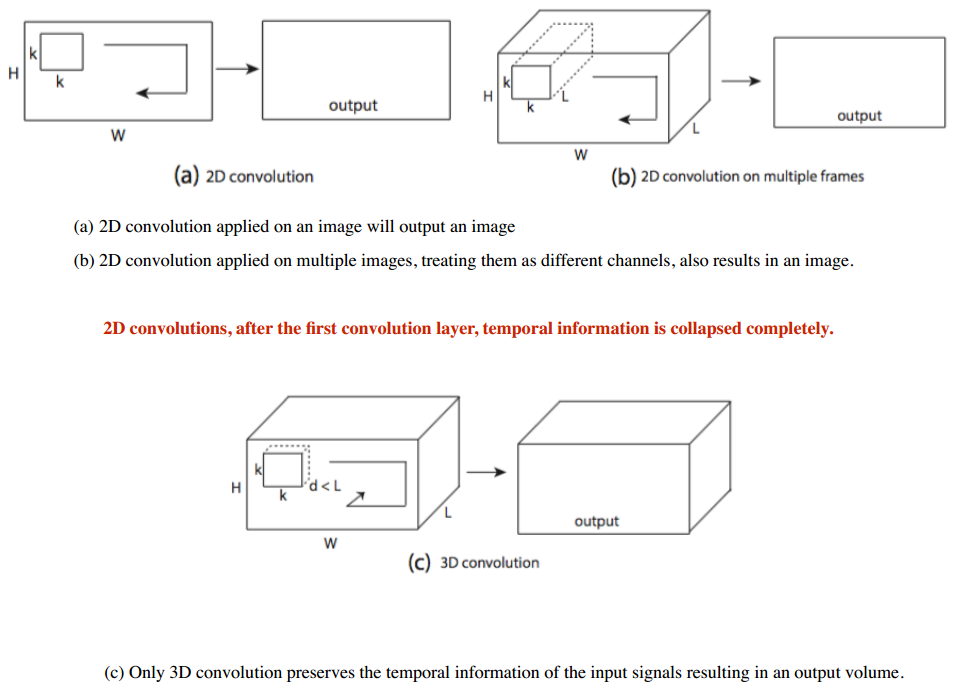 k
H
k
output
W
(a) 2D convolution
k
H
k
L
L
output
W
(b) 2D convolution on multiple frames
(a) 2D convolution applied on an image will output an image
(b) 2D convolution applied on multiple images, treating them as different channels, also results in an image.
2D convolutions, after the first convolution layer, temporal information is collapsed completely.
k
H
k
d < L
L
output
W
(c) 3D convolution
(c) Only 3D convolution preserves the temporal information of the input signals resulting in an output volume.